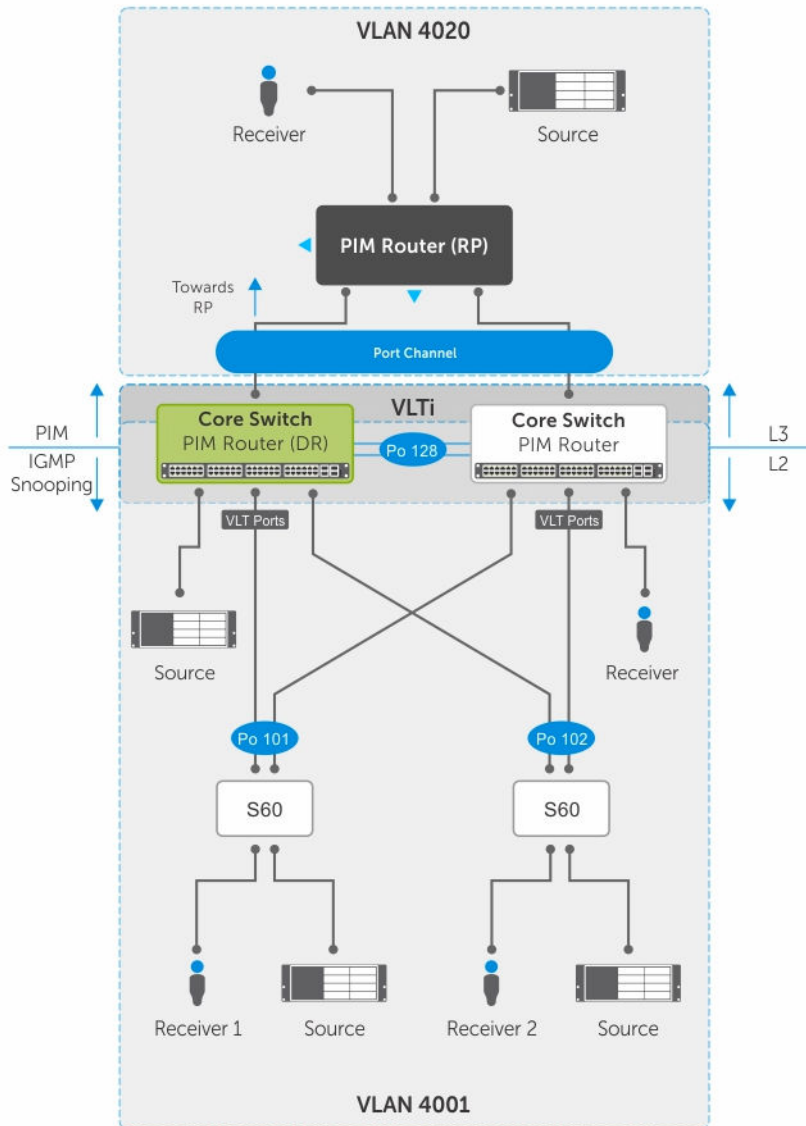 VLAN 4020
Receiver
Source
PIM Router (RP)
Towards
RP
Port Channel
VLTi
PIM
IGMP
Snooping
Core Switch
PIM Router (DR)
Po 128
Core Switch
PIM Router
L3
L2
VLT Ports
VLT Ports
Source
Receiver
Po 101
Po 102
S60
S60
Receiver 1
Source
Receiver 2
Source
VLAN 4001